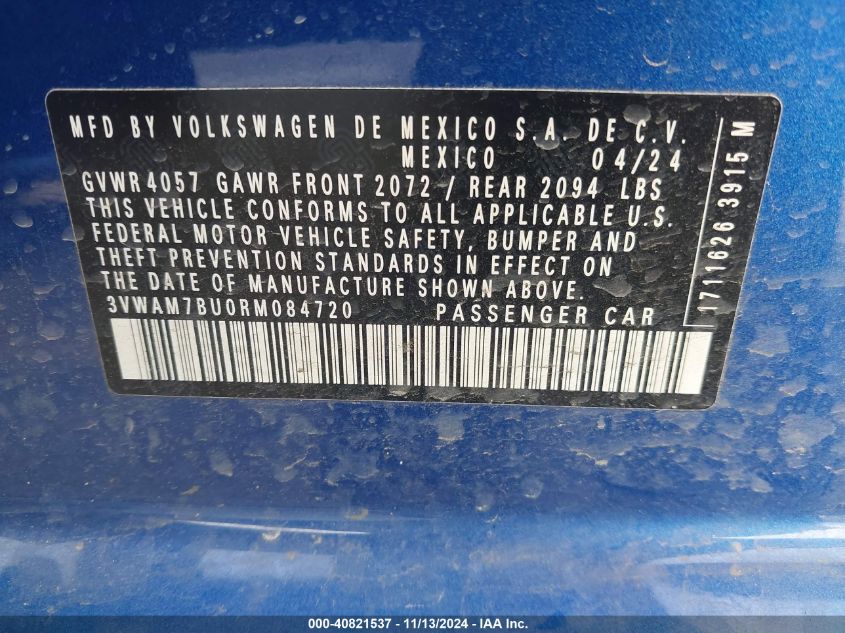 MFD BY VOLKSWAGEN DE MEXICO S.A. DE C.V.
MEXICO 04/24
GVWR 4057 GAWR FRONT 2072 / REAR 2094 LBS
THIS VEHICLE CONFORMS TO ALL APPLICABLE U.S.
FEDERAL MOTOR VEHICLE SAFETY, BUMPER AND
THEFT PREVENTION STANDARDS IN EFFECT ON
THE DATE OF MANUFACTURE SHOWN ABOVE.
3VWAM7BU0RM084720 PASSENGER CAR
1711626 3915 M
000-40821537 - 11/13/2024 - IAA Inc.